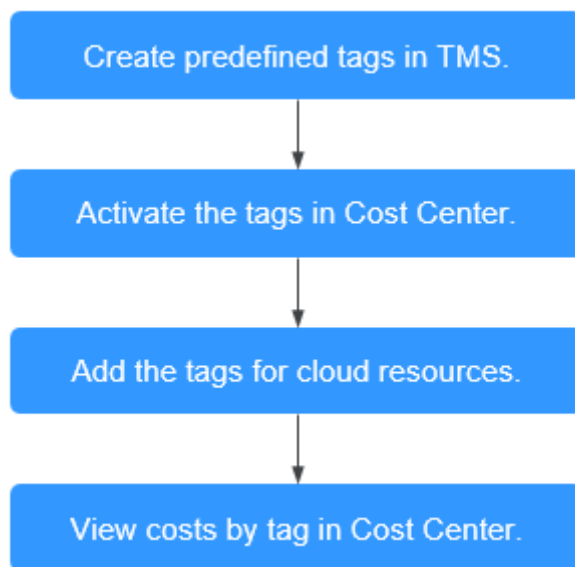 Create predefined tags in TMS.
Activate the tags in Cost Center.
Add the tags for cloud resources.
View costs by tag in Cost Center.